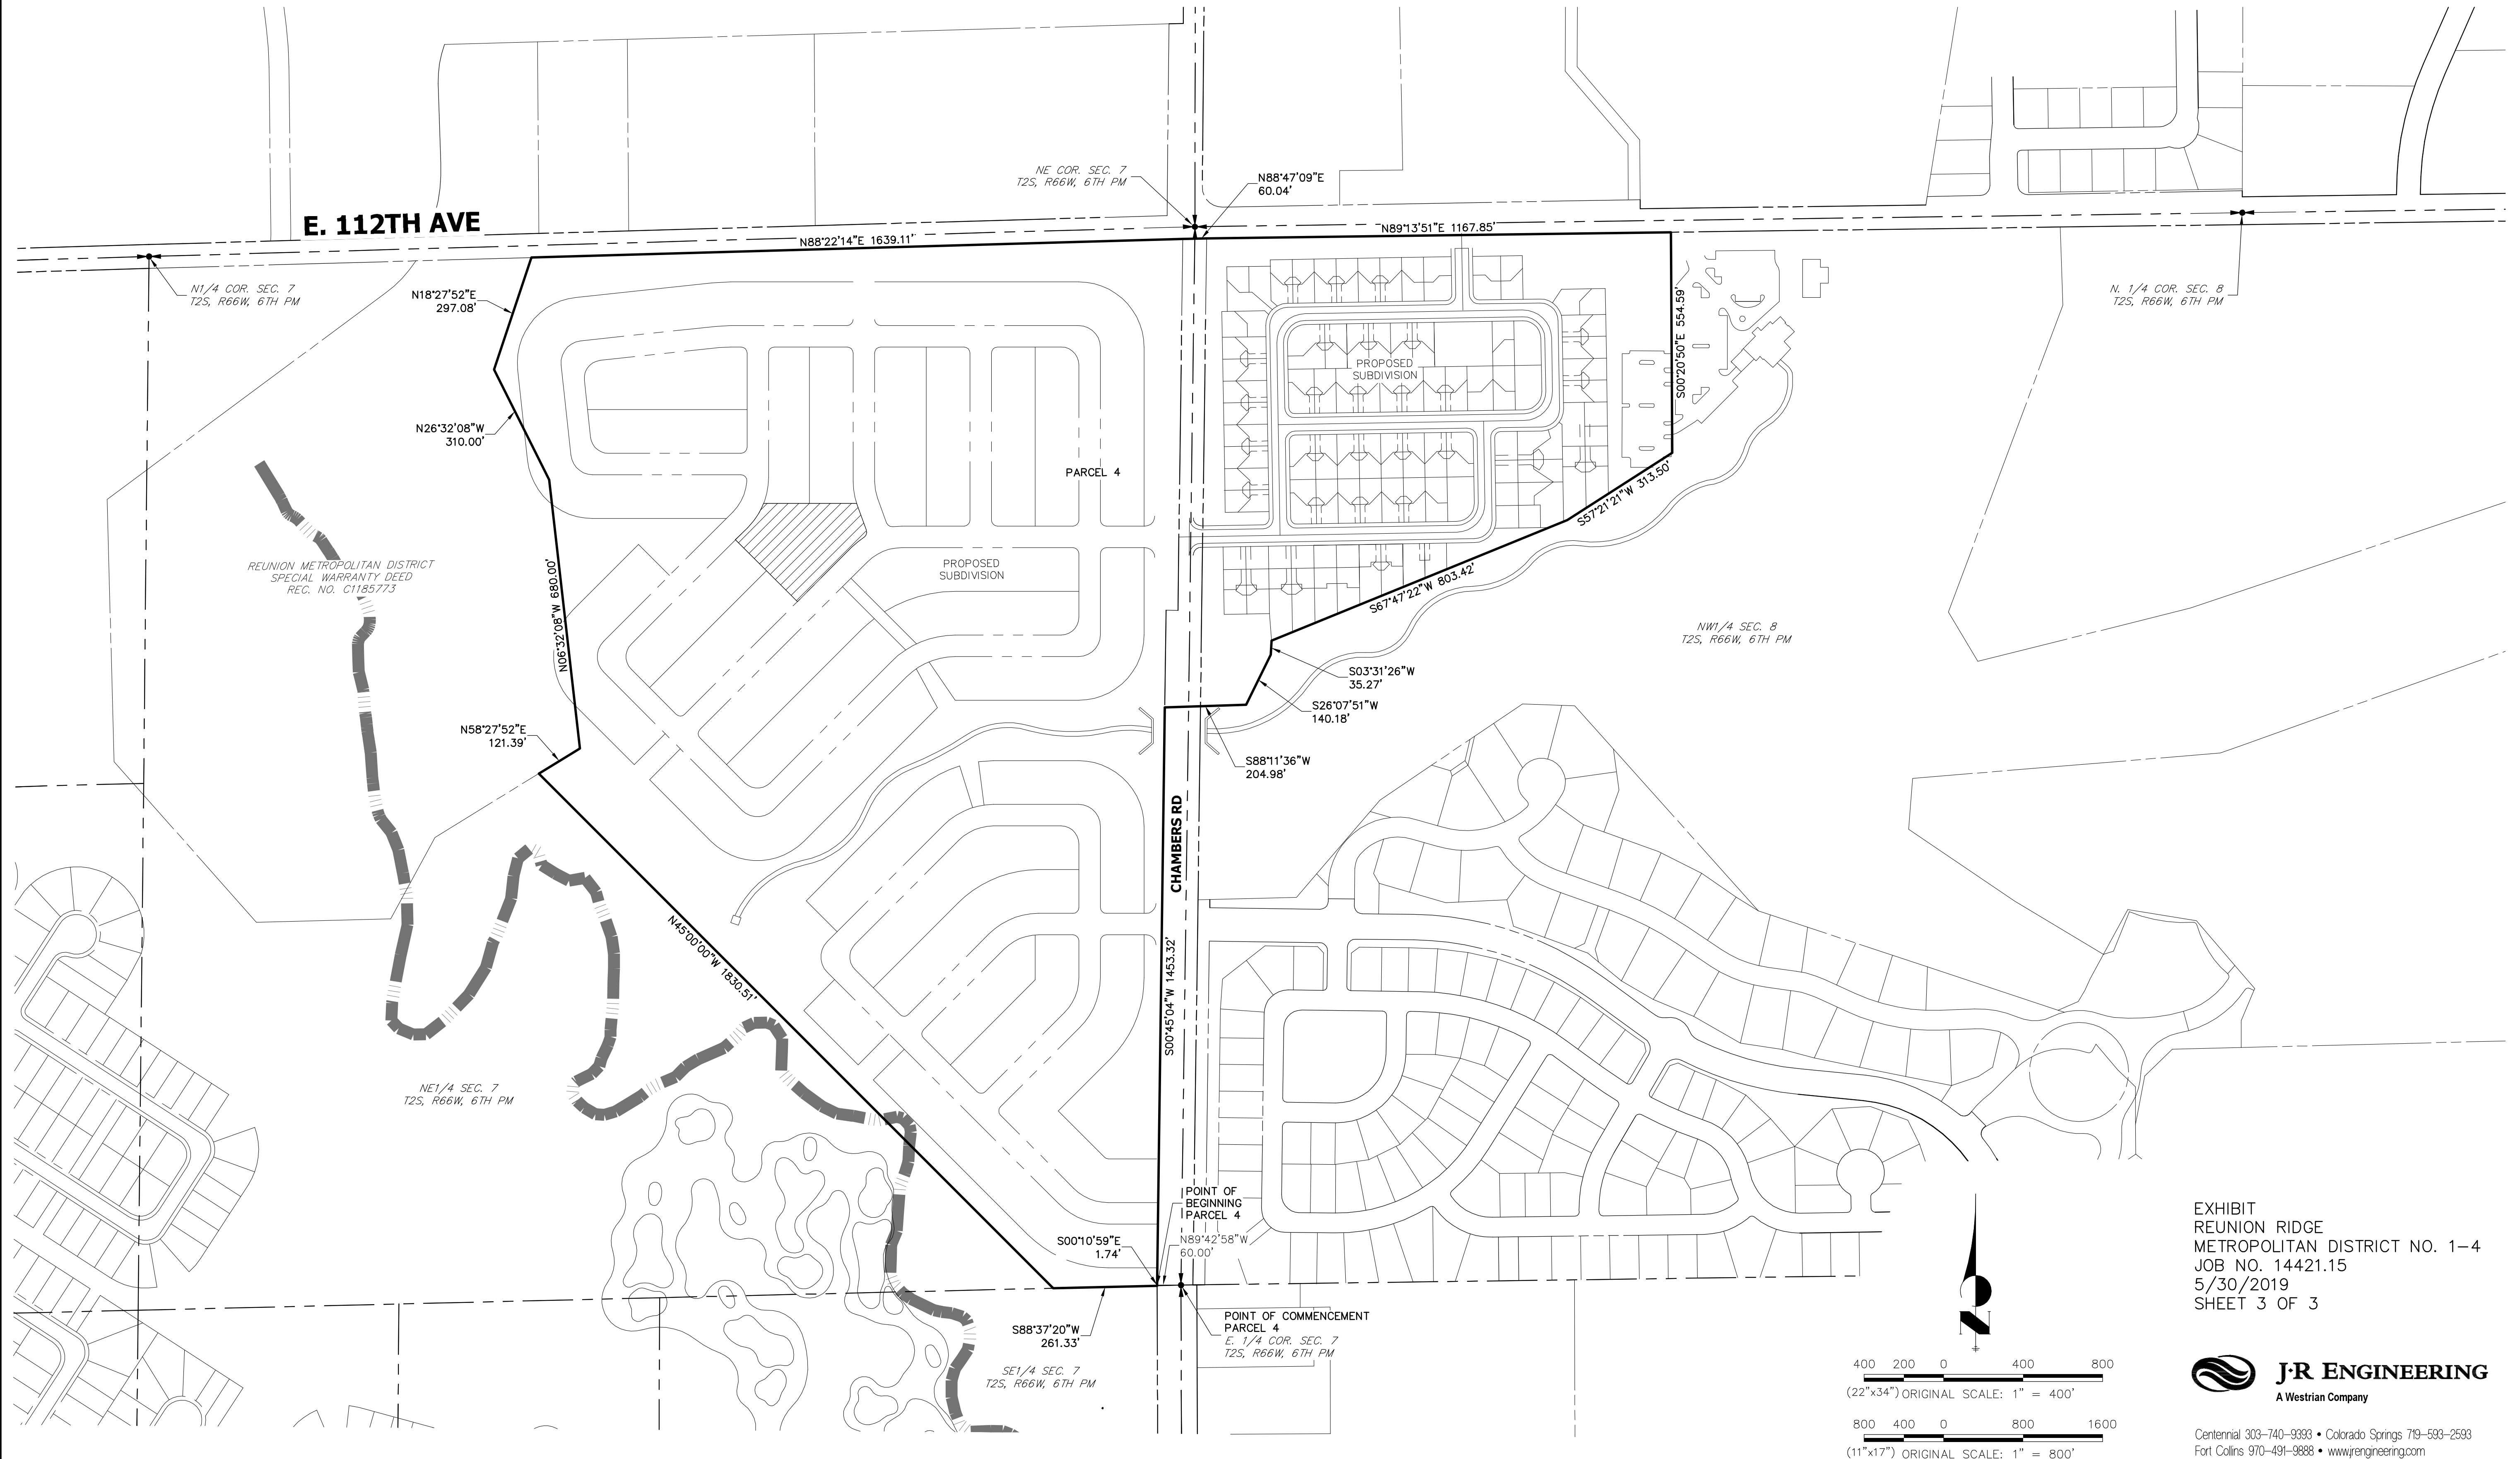 NE COR. SEC. 7
T2S, R66W, 6TH PM
N88°47'09"E
60.04'
E. 112TH AVE
N88°22'14"E 1639.11'
N89°13'51"E 1167.85'
N1/4 COR. SEC. 7
T2S, R66W, 6TH PM
N18°27'52"E
297.08'
N. 1/4 COR. SEC. 8
T2S, R66W, 6TH PM
S00°20'50"E 554.59'
PROPOSED
SUBDIVISION
N26°32'08"W
310.00'
PARCEL 4
S57°21'21"W 313.50'
REUNION METROPOLITAN DISTRICT
SPECIAL WARRANTY DEED
REC. NO. C1185773
PROPOSED
SUBDIVISION
N06°32'08"W 680.00'
S67°47'22"W 803.42'
NW1/4 SEC. 8
T2S, R66W, 6TH PM
S03°31'26"W
35.27'
S26°07'51"W
140.18'
N58°27'52"E
121.39'
S88°11'36"W
204.98'
CHAMBERS RD
N45°00'00"W 1830.51'
S00°45'04"W 1453.32'
NE1/4 SEC. 7
T2S, R66W, 6TH PM
POINT OF
BEGINNING
PARCEL 4
S00°10'59"E
1.74'
N89°42'58"W
60.00'
POINT OF COMMENCEMENT
PARCEL 4
E. 1/4 COR. SEC. 7
T2S, R66W, 6TH PM
S88°37'20"W
261.33'
SE1/4 SEC. 7
T2S, R66W, 6TH PM
EXHIBIT
REUNION RIDGE
METROPOLITAN DISTRICT NO. 1-4
JOB NO. 14421.15
5/30/2019
SHEET 3 OF 3
N
400 200 0 400 800
(22"x34") ORIGINAL SCALE: 1" = 400'
800 400 0 800 1600
(11"x17") ORIGINAL SCALE: 1" = 800'
J·R ENGINEERING
A Westrian Company
Centennial 303-740-9393 • Colorado Springs 719-593-2593
Fort Collins 970-491-9888 • www.jrengineering.com